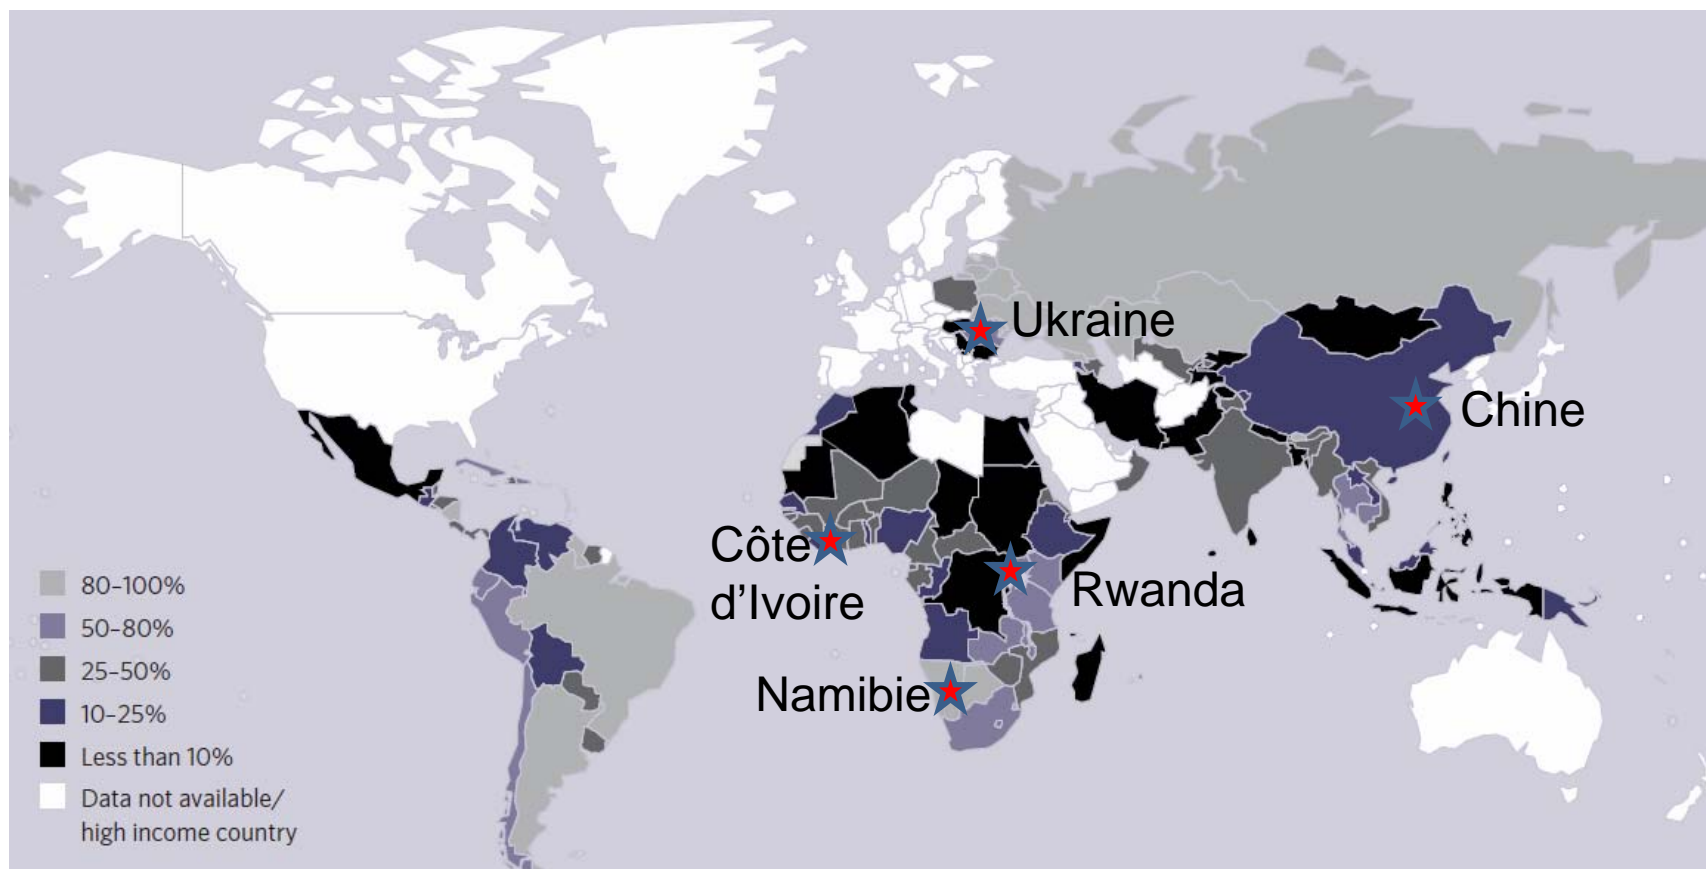 Ukraine
Chine
Côte
d’Ivoire
Rwanda
Namibie
80–100%
50–80%
25–50%
10–25%
Less than 10%
Data not available/
high income country